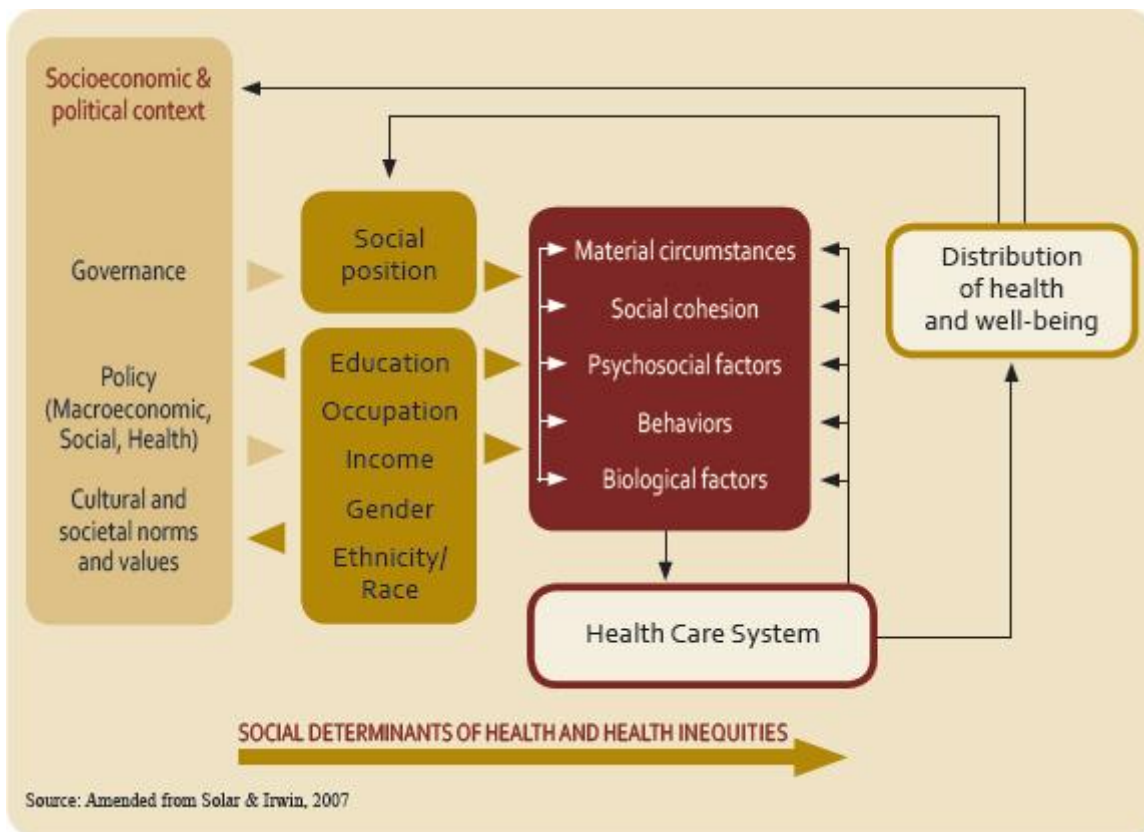 Socioeconomic &
political context
Governance
Policy
(Macroeconomic,
Social, Health)
Cultural and
societal norms
and values
Social
position
Education
Occupation
Income
Gender
Ethnicity/
Race
Material circumstances
Social cohesion
Psychosocial factors
Behaviors
Biological factors
Distribution
of health
and well-being
Health Care System
SOCIAL DETERMINANTS OF HEALTH AND HEALTH INEQUITIES
Source: Amended from Solar & Irwin, 2007